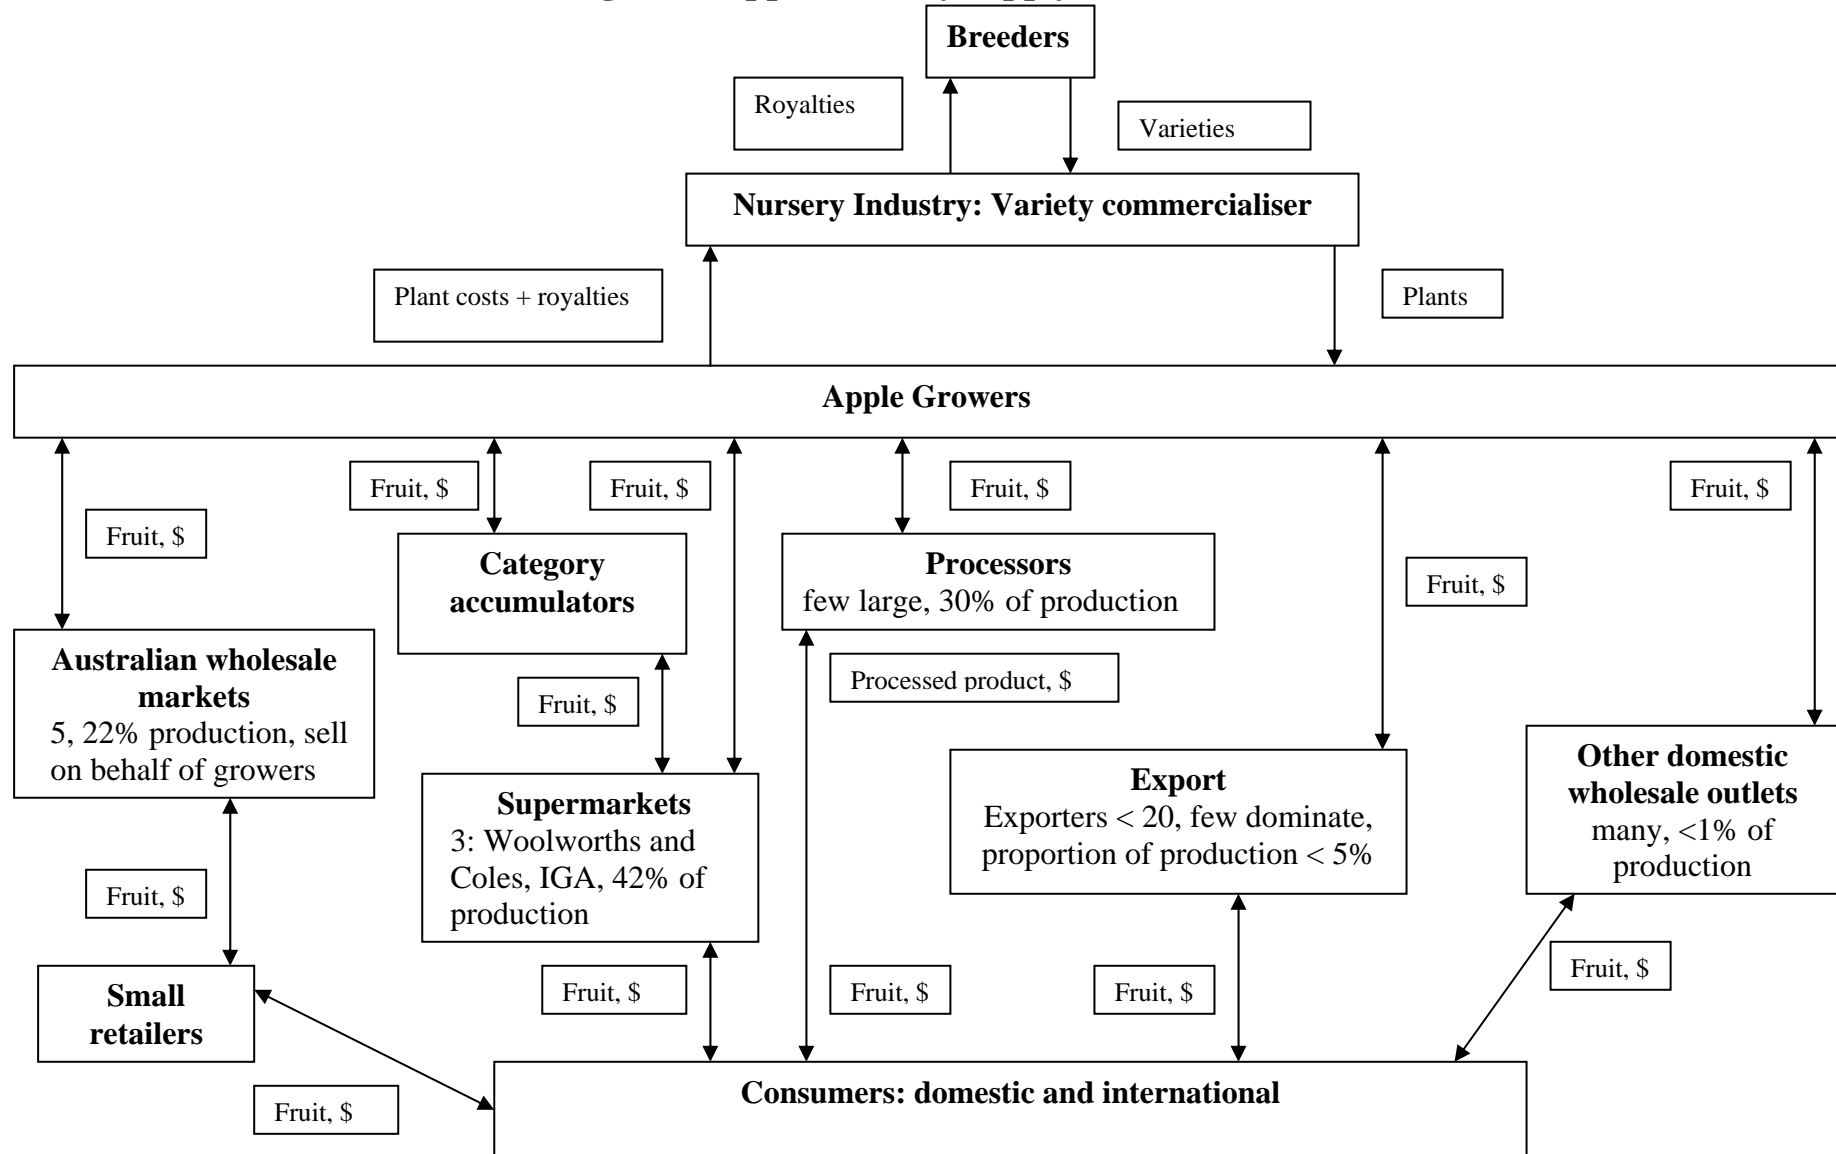 Breeders
Royalties
Varieties
Nursery Industry: Variety commercialiser
Plant costs + royalties
Plants
Apple Growers
Fruit, $
Fruit, $
Fruit, $
Fruit, $
Fruit, $
Fruit, $
Category
accumulators
Processors
few large, 30% of production
Australian wholesale
markets
5, 22% production, sell
on behalf of growers
Fruit, $
Processed product, $
Supermarkets
3: Woolworths and
Coles, IGA, 42% of
production
Export
Exporters < 20, few dominate,
proportion of production < 5%
Other domestic
wholesale outlets
many, <1% of
production
Fruit, $
Small
retailers
Fruit, $
Fruit, $
Fruit, $
Fruit, $
Fruit, $
Consumers: domestic and international